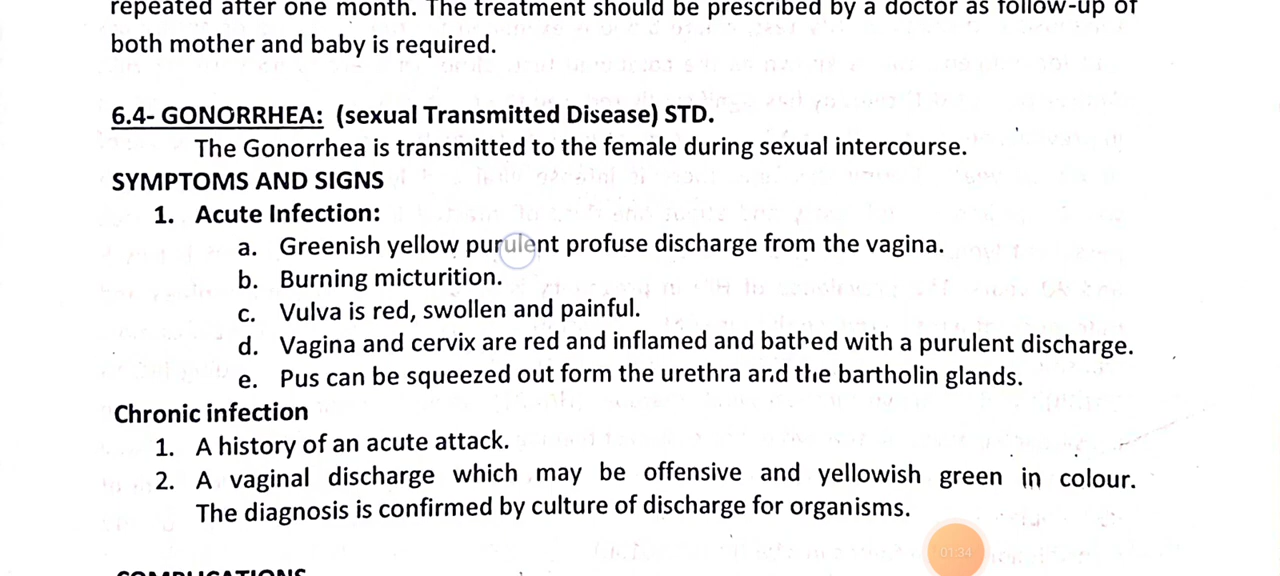 repeated after one month. The treatment should be prescribed by a doctor as follow-up of
both mother and baby is required.
6.4- GONORRHEA: (sexual Transmitted Disease) STD.
The Gonorrhea is transmitted to the female during sexual intercourse.
SYMPTOMS AND SIGNS
1. Acute Infection:
a. Greenish yellow purulent profuse discharge from the vagina.
b. Burning micturition.
c. Vulva is red, swollen and painful.
d. Vagina and cervix are red and inflamed and bathed with a purulent discharge.
e. Pus can be squeezed out form the urethra and the bartholin glands.
Chronic infection
1. A history of an acute attack.
2. A vaginal discharge which may be offensive and yellowish green in colour.
The diagnosis is confirmed by culture of discharge for organisms.
01:34
COMPLICATIONS